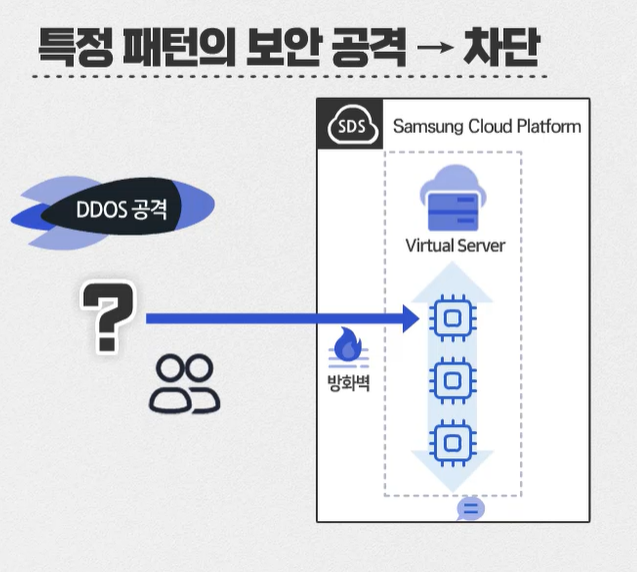 특정 패턴의 보안 공격 → 차단
SDS
Samsung Cloud Platform
DDOS 공격
Virtual Server
?
방화벽